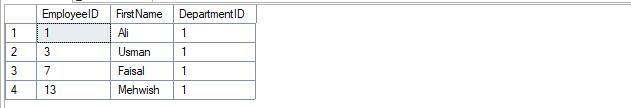 EmployeeID FirstName DepartmentID
1 1 Ali 1
2 3 Usman 1
3 7 Faisal 1
4 13 Mehwish 1